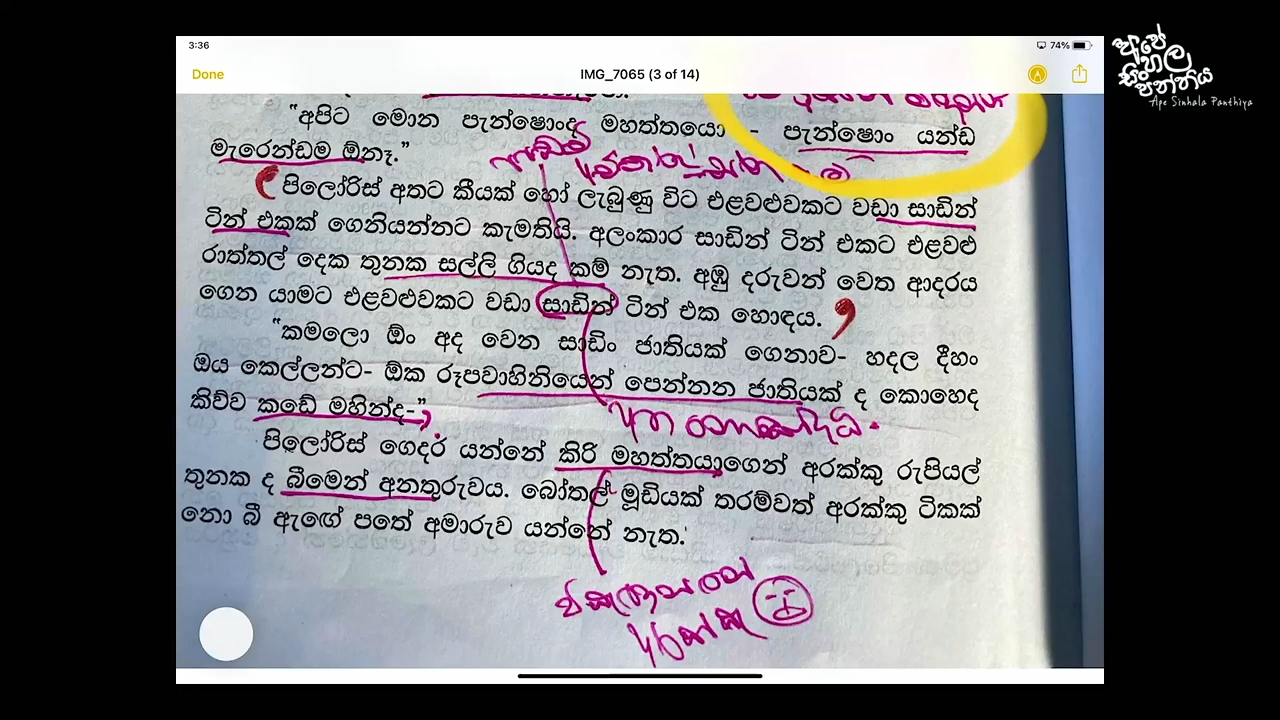 3:36
74%
Done
IMG_7065 (3 of 14)
අපේ
සිංහල
පන්තිය
Ape Sinhala Panthiya
"අපිට මොන පැන්ෂොංද මහත්තයො - පැන්ෂොං යන්ඩ
මැරෙන්ඩම ඕනෑ."
පිලෝරිස් අතට කීයක් හෝ ලැබුණු විට එළවළුවකට වඩා සාඩින්
ටින් එකක් ගෙනියන්නට කැමතියි. අලංකාර සාඩින් ටින් එකට එළවළු
රාත්තල් දෙක තුනක සල්ලි ගියද කම් නැත. අඹු දරුවන් වෙත ආදරය
ගෙන යාමට එළවළුවකට වඩා සාඩින් ටින් එක හොඳය.
"කමලො ඕං අද වෙන සාඩිං ජාතියක් ගෙනාව- හදල දීහං
ඔය කෙල්ලන්ට- ඕක රූපවාහිනියෙන් පෙන්නන ජාතියක් ද කොහෙද
කිව්ව කඩේ මහින්ද-"
පිලෝරිස් ගෙදර යන්නේ කිරි මහත්තයාගෙන් අරක්කු රුපියල්
තුනක ද බීමෙන් අනතුරුවය. බෝතල් මූඩියක් තරම්වත් අරක්කු ටිකක්
නො බී ඇඟේ පතේ අමාරුව යන්නේ නැත.
අරක්කු